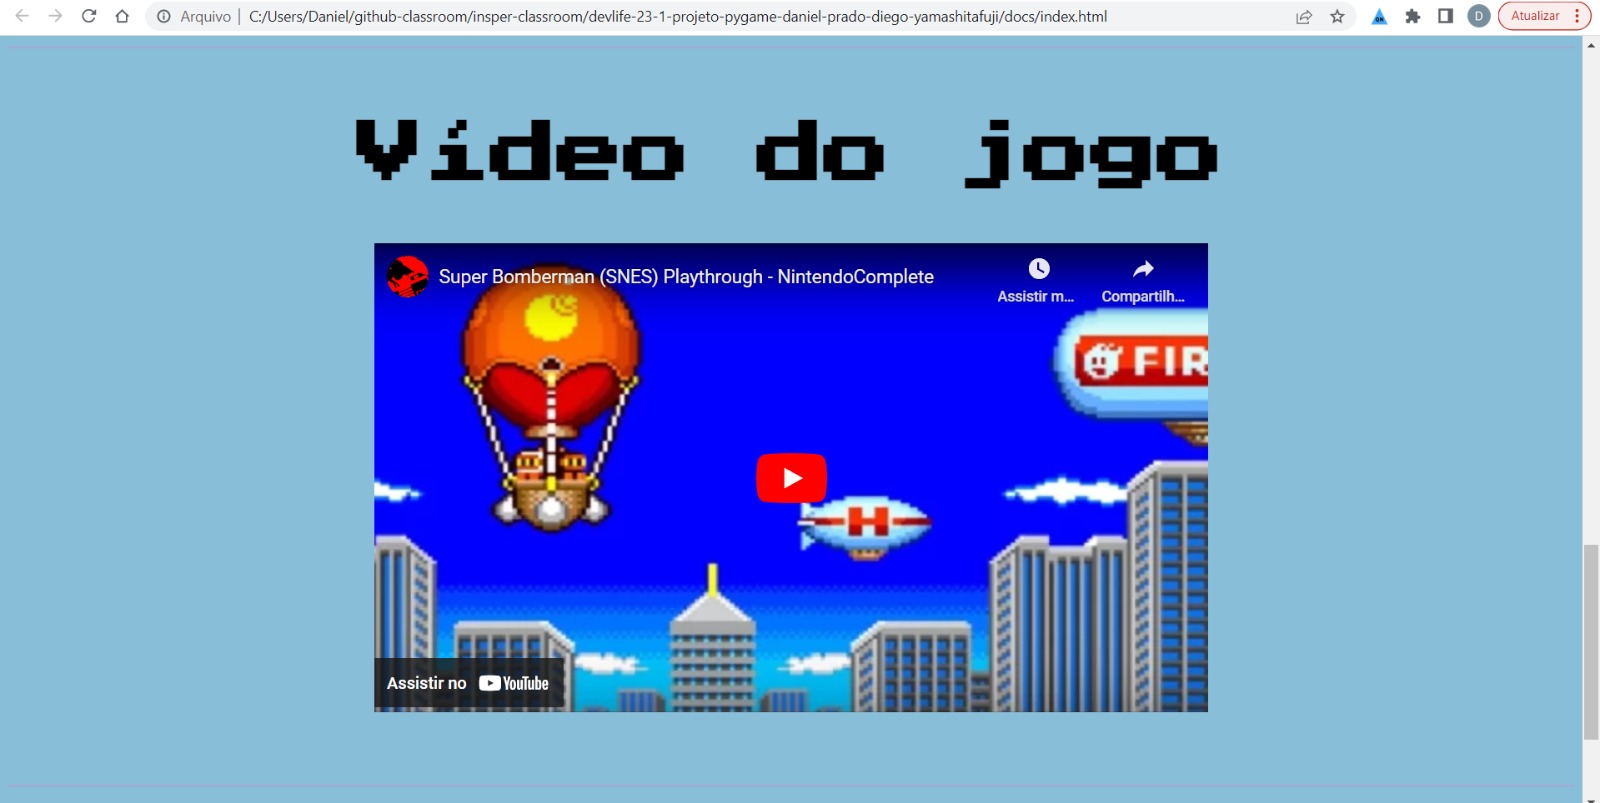 Arquivo | C:/Users/Daniel/github-classroom/insper-classroom/devlife-23-1-projeto-pygame-daniel-prado-diego-yamashitafuji/docs/index.html
D
Atualizar
Vídeo do jogo
Super Bomberman (SNES) Playthrough - NintendoComplete
Assistir m...
Compartilh...
FIR
H
Assistir no YouTube